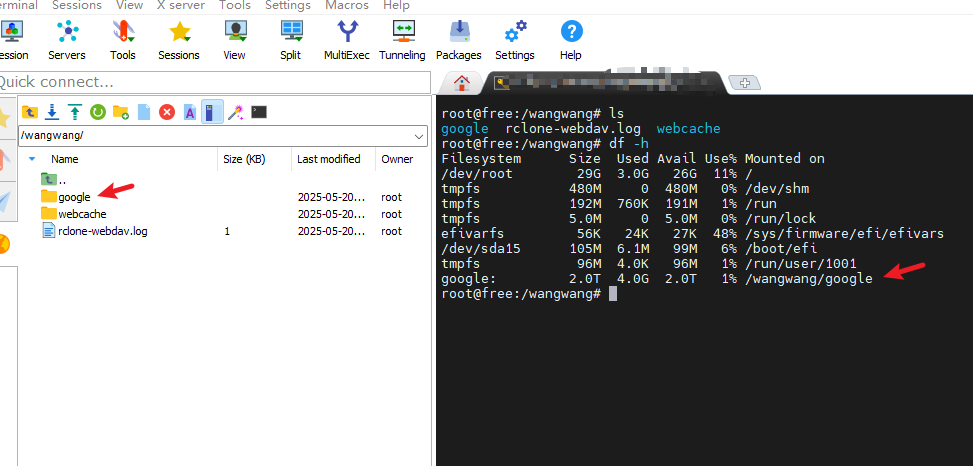 erminal Sessions View X server Tools Settings Macros Help
ession Servers Tools Sessions View Split MultiExec Tunneling Packages Settings Help
Quick connect...
/wangwang/
Name Size (KB) Last modified Owner
..
google 2025-05-20... root
webcache 2025-05-20... root
rclone-webdav.log 1 2025-05-20... root
root@free:/wangwang# ls
google rclone-webdav.log webcache
root@free:/wangwang# df -h
Filesystem Size Used Avail Use% Mounted on
/dev/root 29G 3.0G 26G 11% /
tmpfs 480M 0 480M 0% /dev/shm
tmpfs 192M 760K 191M 1% /run
tmpfs 5.0M 0 5.0M 0% /run/lock
efivarfs 56K 24K 27K 48% /sys/firmware/efi/efivars
/dev/sda15 105M 6.1M 99M 6% /boot/efi
tmpfs 96M 4.0K 96M 1% /run/user/1001
google: 2.0T 4.0G 2.0T 1% /wangwang/google
root@free:/wangwang#